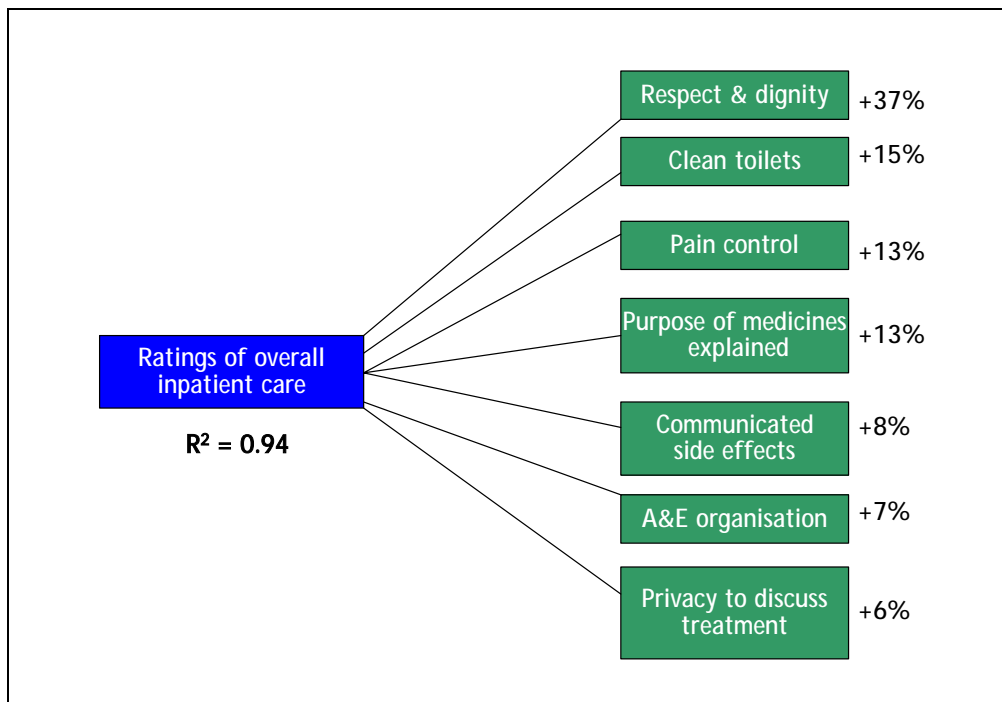 Respect & dignity +37%
Clean toilets +15%
Pain control +13%
Purpose of medicines
explained +13%
Ratings of overall
inpatient care
R² = 0.94
Communicated
side effects +8%
A&E organisation +7%
Privacy to discuss
treatment +6%